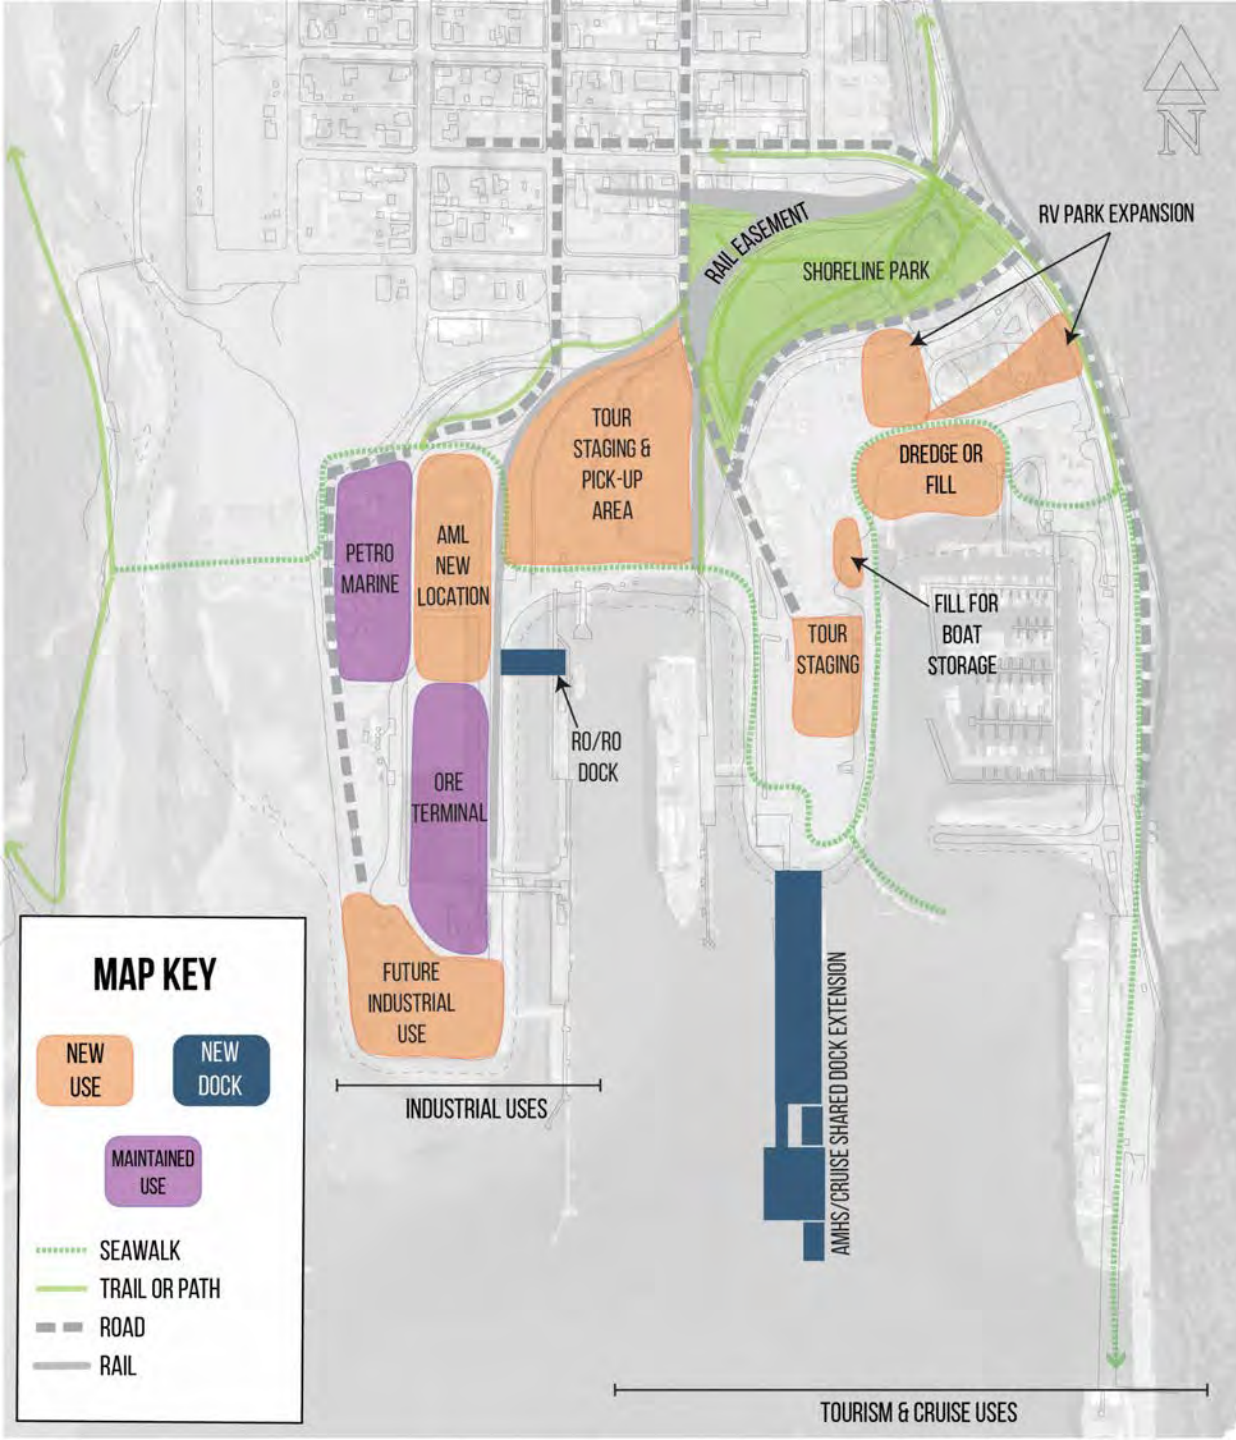 N
RV PARK EXPANSION
RAIL EASEMENT
SHORELINE PARK
TOUR
STAGING &
PICK-UP
AREA
DREDGE OR
FILL
PETRO
MARINE
AML
NEW
LOCATION
FILL FOR
BOAT
STORAGE
TOUR
STAGING
RO/RO
DOCK
ORE
TERMINAL
FUTURE
INDUSTRIAL
USE
AMHS/CRUISE SHARED DOCK EXTENSION
INDUSTRIAL USES
TOURISM & CRUISE USES
MAP KEY
NEW
USE
NEW
DOCK
MAINTAINED
USE
SEAWALK
TRAIL OR PATH
ROAD
RAIL